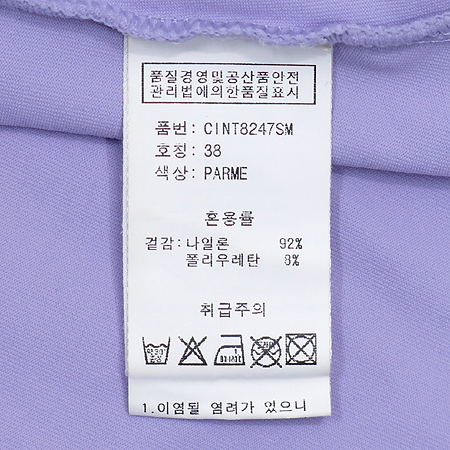 품질경영및공산품안전
관리법에의한품질표시
품번: CINT8247SM
호칭: 38
색상: PARME
혼용률
겉감: 나일론 92%
폴리우레탄 8%
취급주의
1.이염될 염려가 있으니